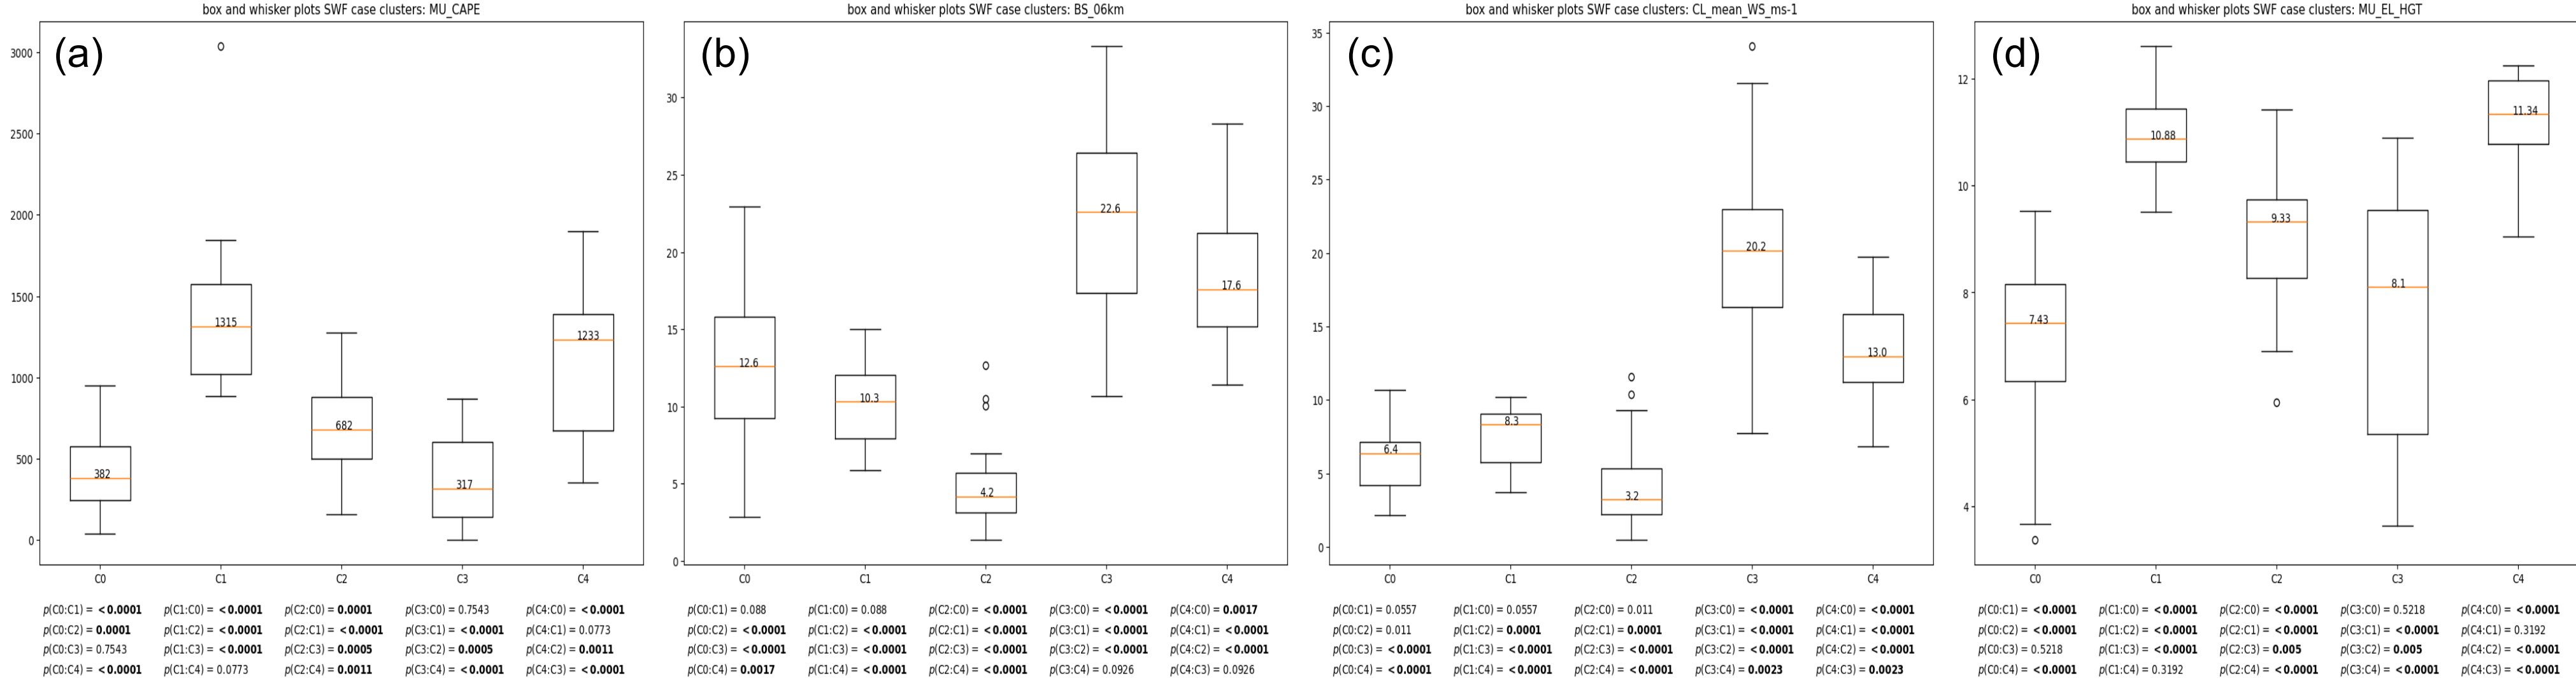 box and whisker plots SWF case clusters: MU_CAPE
(a)
3000
2500
2000
1500
1000
500
0
382
1315
682
317
1233
C0 C1 C2 C3 C4
p(C0:C1) = <0.0001 p(C1:C0) = <0.0001 p(C2:C0) = 0.0001 p(C3:C0) = 0.7543 p(C4:C0) = <0.0001
p(C0:C2) = 0.0001 p(C1:C2) = <0.0001 p(C2:C1) = <0.0001 p(C3:C1) = <0.0001 p(C4:C1) = 0.0773
p(C0:C3) = 0.7543 p(C1:C3) = <0.0001 p(C2:C3) = 0.0005 p(C3:C2) = 0.0005 p(C4:C2) = 0.0011
p(C0:C4) = <0.0001 p(C1:C4) = 0.0773 p(C2:C4) = 0.0011 p(C3:C4) = <0.0001 p(C4:C3) = <0.0001
box and whisker plots SWF case clusters: BS_06km
(b)
30
25
20
15
10
5
0
12.6
10.3
4.2
22.6
17.6
C0 C1 C2 C3 C4
p(C0:C1) = 0.088 p(C1:C0) = 0.088 p(C2:C0) = <0.0001 p(C3:C0) = <0.0001 p(C4:C0) = 0.0017
p(C0:C2) = <0.0001 p(C1:C2) = <0.0001 p(C2:C1) = <0.0001 p(C3:C1) = <0.0001 p(C4:C1) = <0.0001
p(C0:C3) = <0.0001 p(C1:C3) = <0.0001 p(C2:C3) = <0.0001 p(C3:C2) = <0.0001 p(C4:C2) = <0.0001
p(C0:C4) = 0.0017 p(C1:C4) = <0.0001 p(C2:C4) = <0.0001 p(C3:C4) = 0.0926 p(C4:C3) = 0.0926
box and whisker plots SWF case clusters: CL_mean_WS_ms-1
(c)
35
30
25
20
15
10
5
0
6.4
8.3
3.2
20.2
13.0
C0 C1 C2 C3 C4
p(C0:C1) = 0.0557 p(C1:C0) = 0.0557 p(C2:C0) = 0.011 p(C3:C0) = <0.0001 p(C4:C0) = <0.0001
p(C0:C2) = 0.011 p(C1:C2) = 0.0001 p(C2:C1) = 0.0001 p(C3:C1) = <0.0001 p(C4:C1) = <0.0001
p(C0:C3) = <0.0001 p(C1:C3) = <0.0001 p(C2:C3) = <0.0001 p(C3:C2) = <0.0001 p(C4:C2) = <0.0001
p(C0:C4) = <0.0001 p(C1:C4) = <0.0001 p(C2:C4) = <0.0001 p(C3:C4) = 0.0023 p(C4:C3) = 0.0023
box and whisker plots SWF case clusters: MU_EL_HGT
(d)
12
10
8
6
4
7.43
10.88
9.33
8.1
11.34
C0 C1 C2 C3 C4
p(C0:C1) = <0.0001 p(C1:C0) = <0.0001 p(C2:C0) = <0.0001 p(C3:C0) = 0.5218 p(C4:C0) = <0.0001
p(C0:C2) = <0.0001 p(C1:C2) = <0.0001 p(C2:C1) = <0.0001 p(C3:C1) = <0.0001 p(C4:C1) = 0.3192
p(C0:C3) = 0.5218 p(C1:C3) = <0.0001 p(C2:C3) = 0.005 p(C3:C2) = 0.005 p(C4:C2) = <0.0001
p(C0:C4) = <0.0001 p(C1:C4) = 0.3192 p(C2:C4) = <0.0001 p(C3:C4) = <0.0001 p(C4:C3) = <0.0001